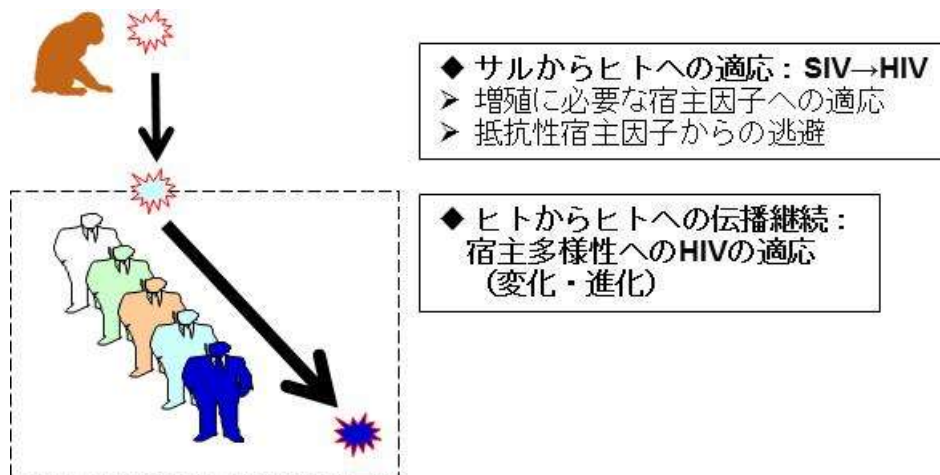 ◆ サルからヒトへの適応：SIV→HIV
➢ 増殖に必要な宿主因子への適応
➢ 抵抗性宿主因子からの逃避
◆ ヒトからヒトへの伝播継続：
宿主多様性へのHIVの適応
（変化・進化）